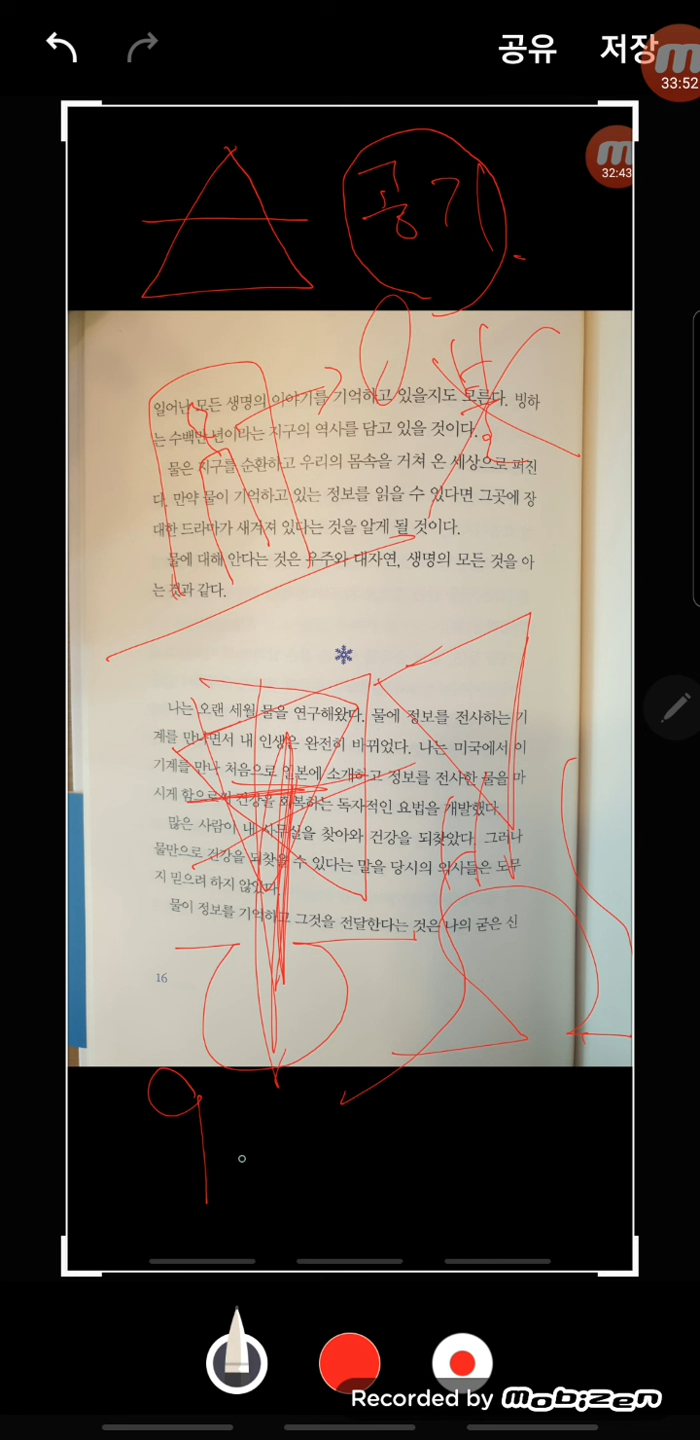 공유 저장
33:52
32:43
공기
일어난 모든 생명의 이야기를 기억하고 있을지도 모른다. 빙하
는 수백만 년이라는 지구의 역사를 담고 있을 것이다.
물은 지구를 순환하고 우리의 몸속을 거쳐 온 세상으로 퍼진
다. 만약 물이 기억하고 있는 정보를 읽을 수 있다면 그곳에 장
대한 드라마가 새겨져 있다는 것을 알게 될 것이다.
물에 대해 안다는 것은 우주와 대자연, 생명의 모든 것을 아
는 것과 같다.
나는 오랜 세월 물을 연구해왔다. 물에 정보를 전사하는 기
계를 만나면서 내 인생은 완전히 바뀌었다. 나는 미국에서 이
기계를 만나 처음으로 일본에 소개하고 정보를 전사한 물을 마
시게 함으로써 건강을 회복하는 독자적인 요법을 개발했다.
많은 사람이 내 사무실을 찾아와 건강을 되찾았다. 그러나
물만으로 건강을 되찾을 수 있다는 말을 당시의 의사들은 도무
지 믿으려 하지 않았다.
물이 정보를 기억하고 그것을 전달한다는 것은 나의 굳은 신
16
9
Recorded by mobizen